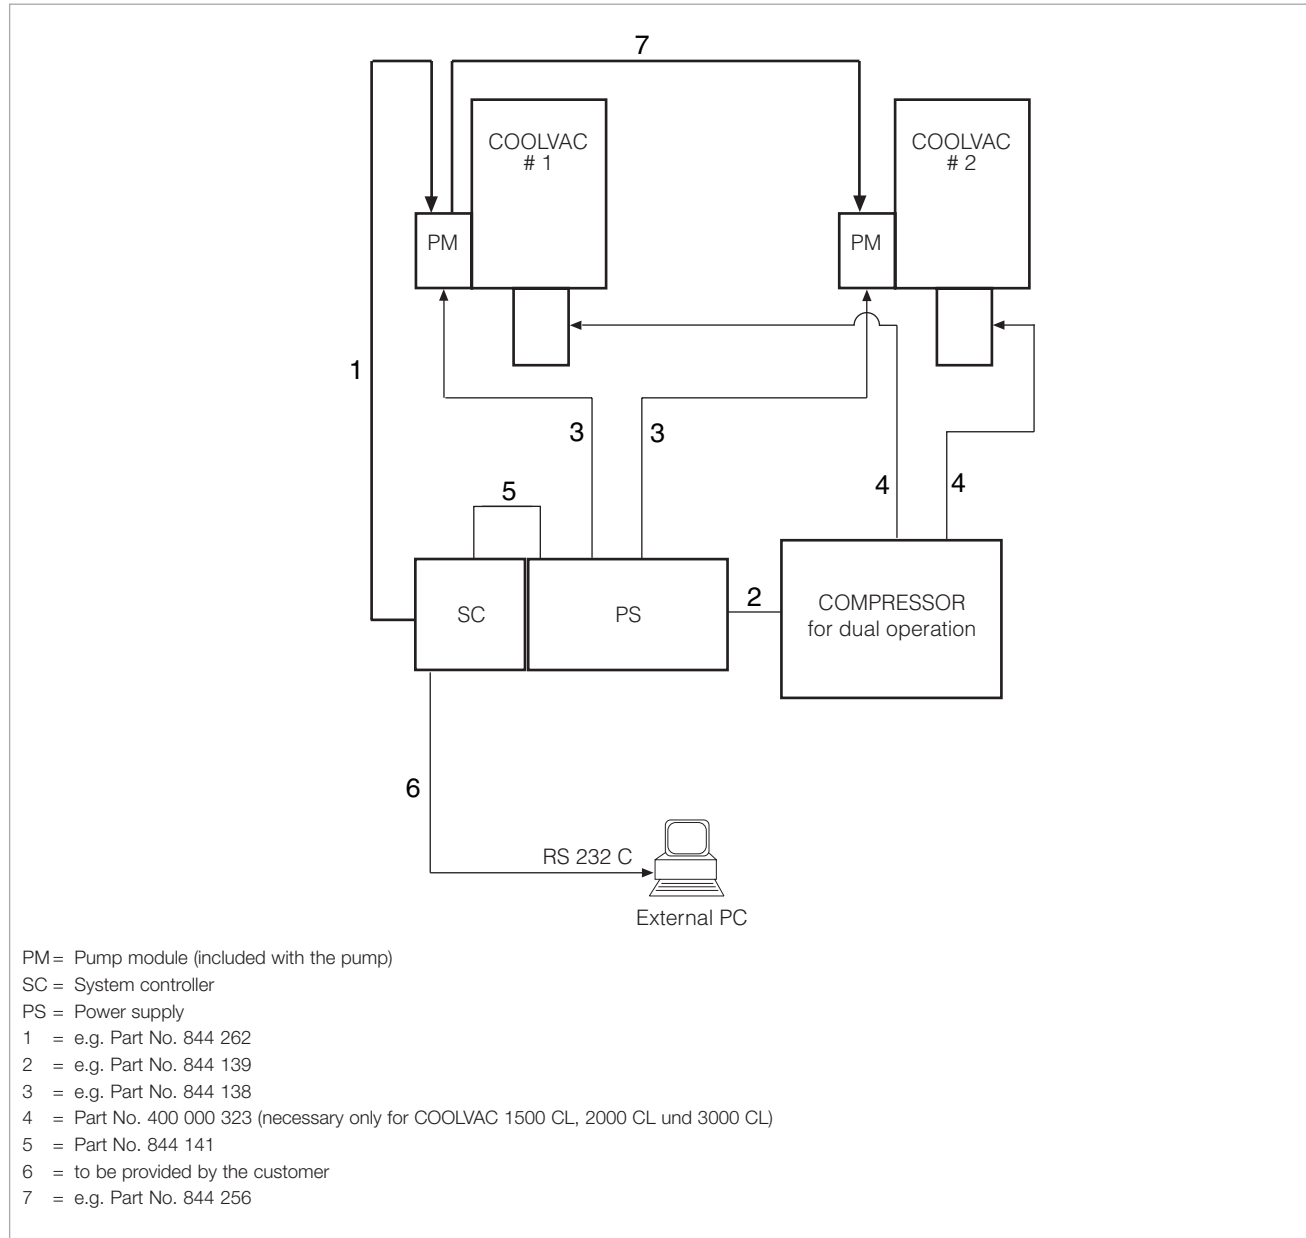 7
COOLVAC
# 1
COOLVAC
# 2
PM
PM
1
3
3
4
4
5
SC
PS
2
COMPRESSOR
for dual operation
6
RS 232 C
External PC
PM = Pump module (included with the pump)
SC = System controller
PS = Power supply
1 = e.g. Part No. 844 262
2 = e.g. Part No. 844 139
3 = e.g. Part No. 844 138
4 = Part No. 400 000 323 (necessary only for COOLVAC 1500 CL, 2000 CL und 3000 CL)
5 = Part No. 844 141
6 = to be provided by the customer
7 = e.g. Part No. 844 256